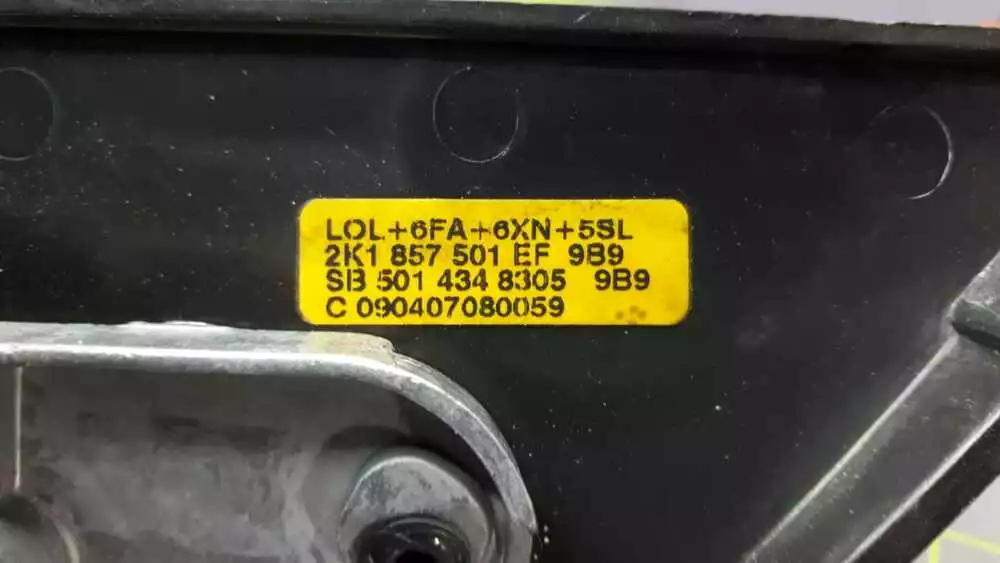 LOL+6FA+6XN+5SL
2K1 857 501 EF 9B9
SB 501 434 8305 9B9
C 090407080059